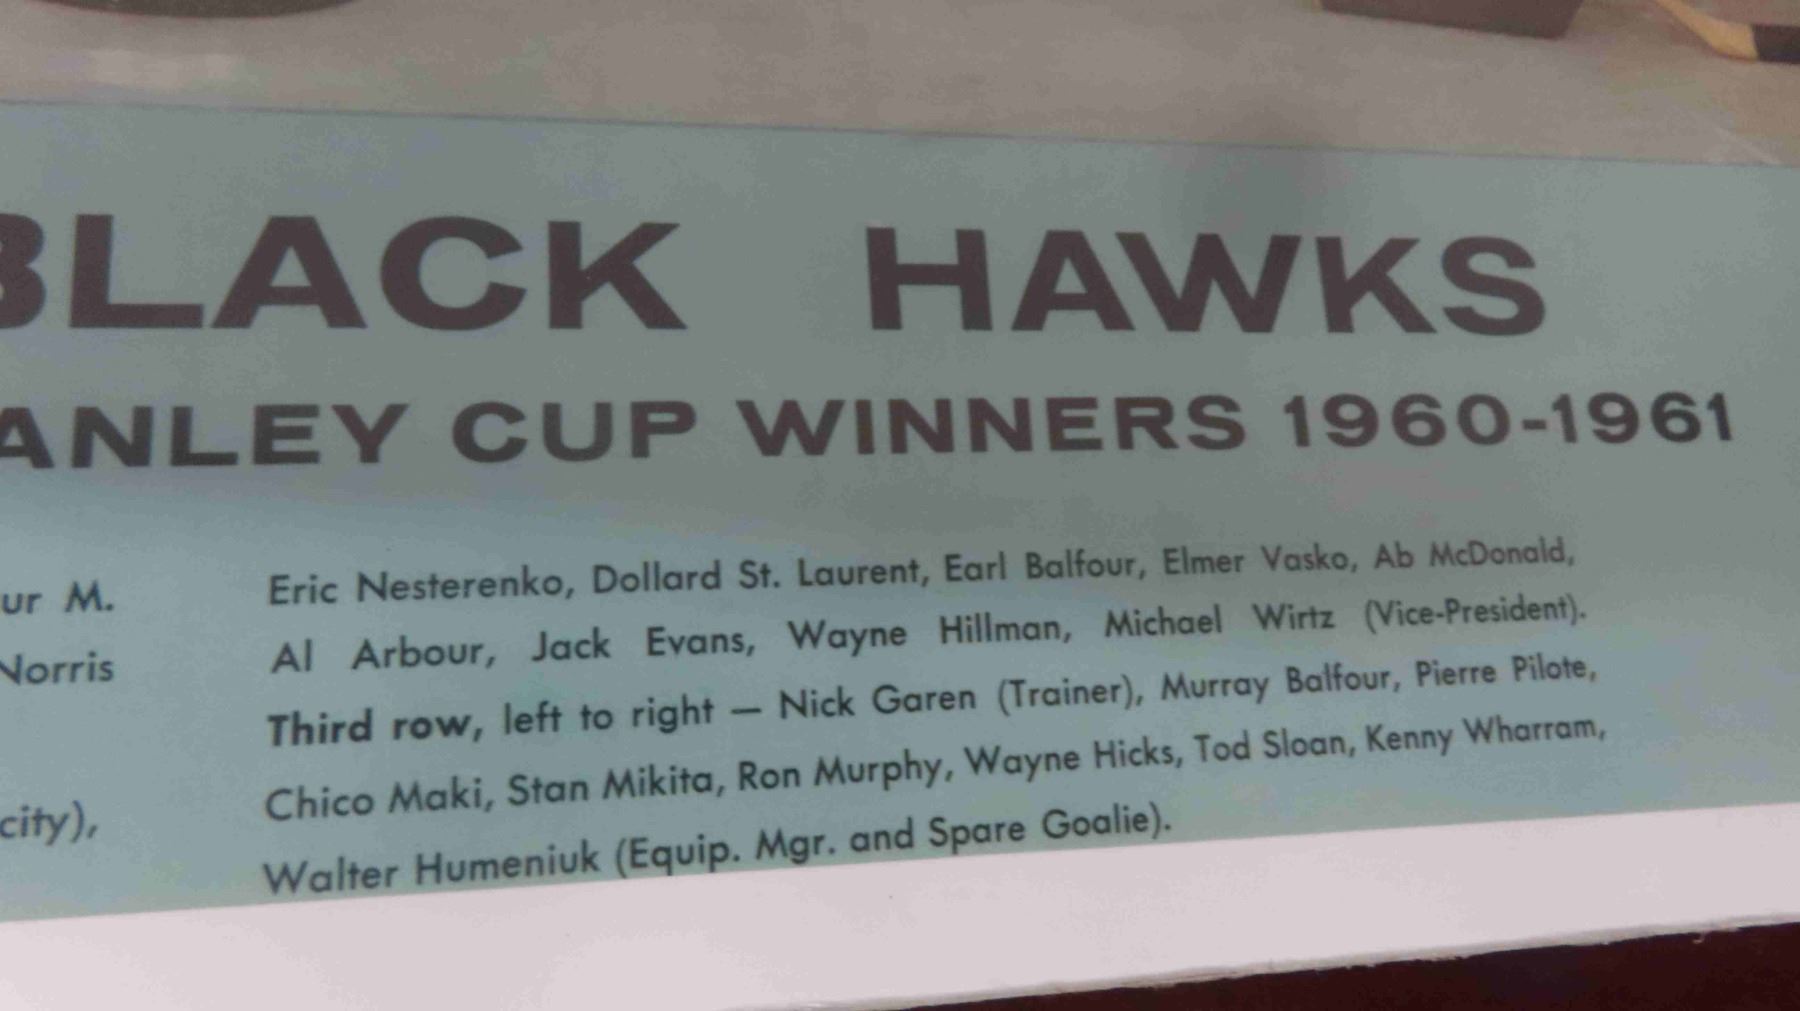 BLACK HAWKS
ANLEY CUP WINNERS 1960-1961
ur M.
Norris
city),
Eric Nesterenko, Dollard St. Laurent, Earl Balfour, Elmer Vasko, Ab McDonald,
Al Arbour, Jack Evans, Wayne Hillman, Michael Wirtz (Vice-President).
Third row, left to right — Nick Garen (Trainer), Murray Balfour, Pierre Pilote,
Chico Maki, Stan Mikita, Ron Murphy, Wayne Hicks, Tod Sloan, Kenny Wharram,
Walter Humeniuk (Equip. Mgr. and Spare Goalie).